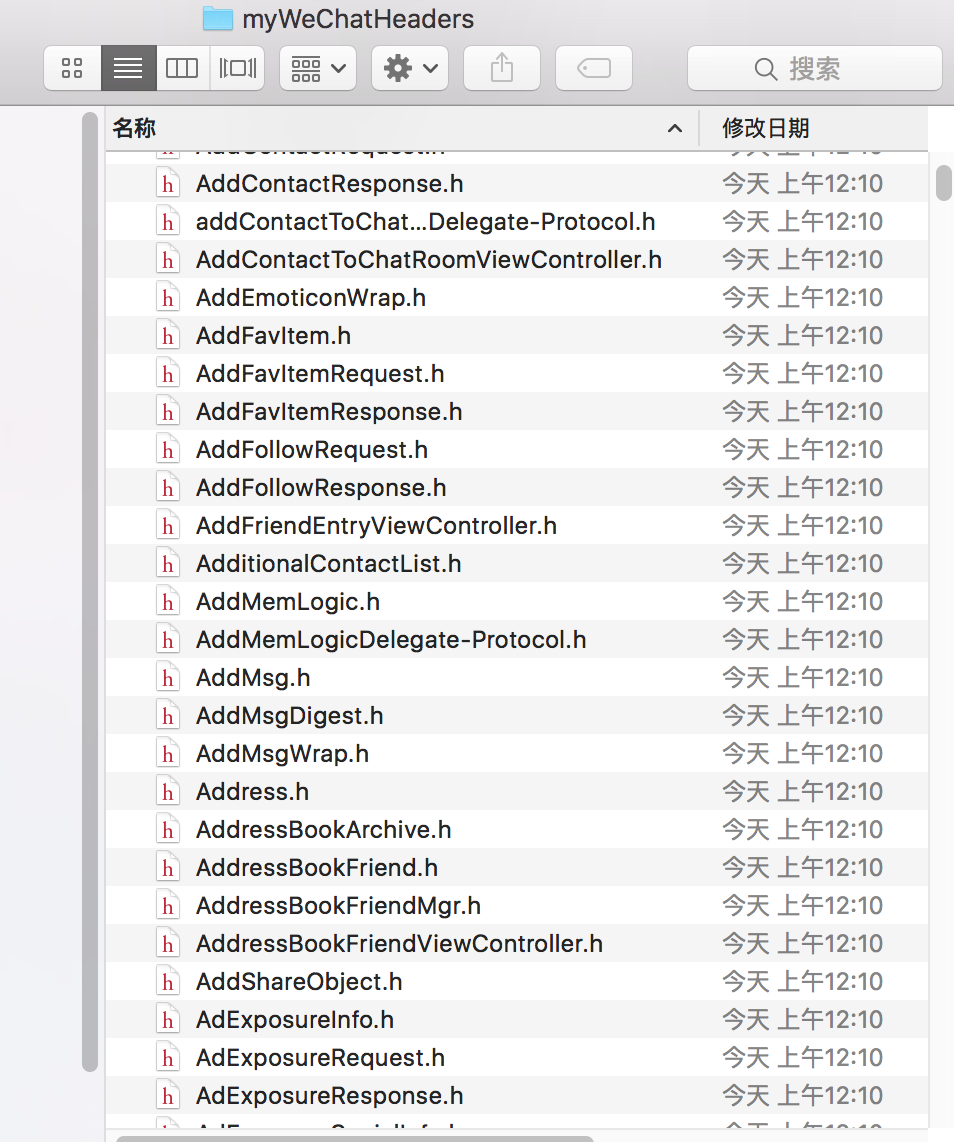 myWeChatHeaders
搜索
名称 修改日期
h AddContactResponse.h 今天 上午12:10
h addContactToChat...Delegate-Protocol.h 今天 上午12:10
h AddContactToChatRoomViewController.h 今天 上午12:10
h AddEmoticonWrap.h 今天 上午12:10
h AddFavItem.h 今天 上午12:10
h AddFavItemRequest.h 今天 上午12:10
h AddFavItemResponse.h 今天 上午12:10
h AddFollowRequest.h 今天 上午12:10
h AddFollowResponse.h 今天 上午12:10
h AddFriendEntryViewController.h 今天 上午12:10
h AdditionalContactList.h 今天 上午12:10
h AddMemLogic.h 今天 上午12:10
h AddMemLogicDelegate-Protocol.h 今天 上午12:10
h AddMsg.h 今天 上午12:10
h AddMsgDigest.h 今天 上午12:10
h AddMsgWrap.h 今天 上午12:10
h Address.h 今天 上午12:10
h AddressBookArchive.h 今天 上午12:10
h AddressBookFriend.h 今天 上午12:10
h AddressBookFriendMgr.h 今天 上午12:10
h AddressBookFriendViewController.h 今天 上午12:10
h AddShareObject.h 今天 上午12:10
h AdExposureInfo.h 今天 上午12:10
h AdExposureRequest.h 今天 上午12:10
h AdExposureResponse.h 今天 上午12:10